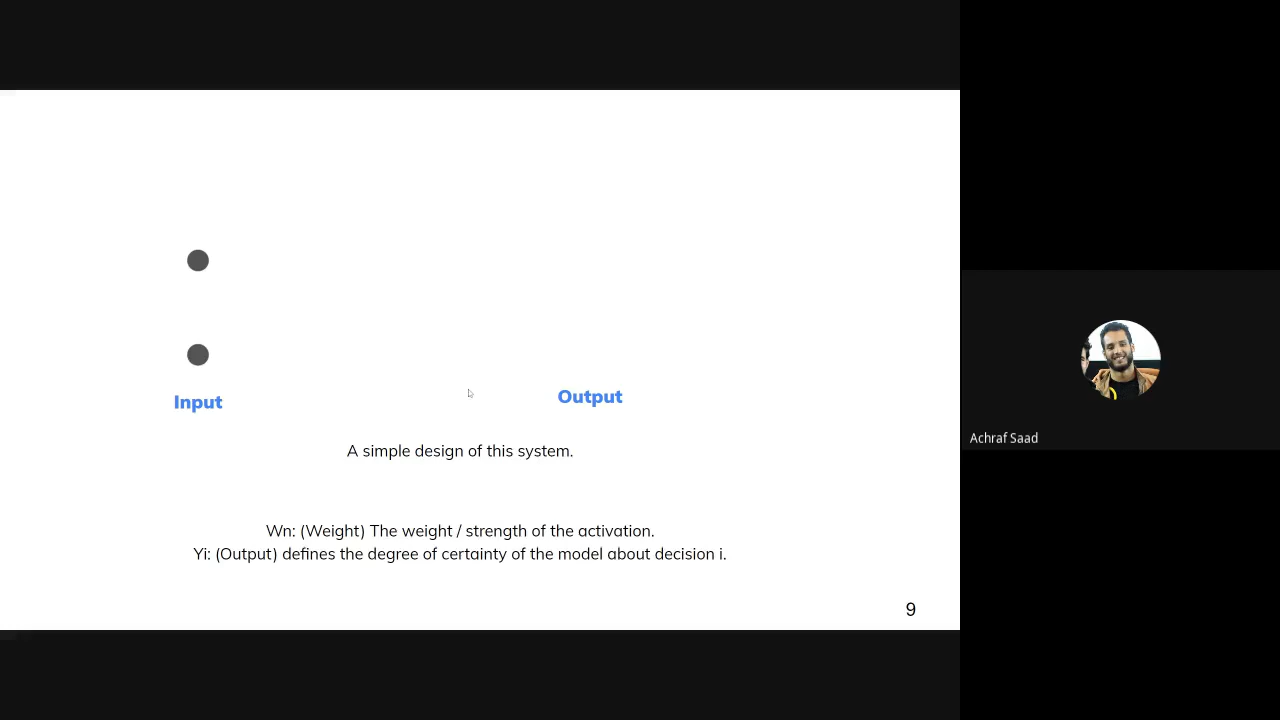 Input
Output
A simple design of this system.
Wn: (Weight) The weight / strength of the activation.
Yi: (Output) defines the degree of certainty of the model about decision i.
9
Achraf Saad